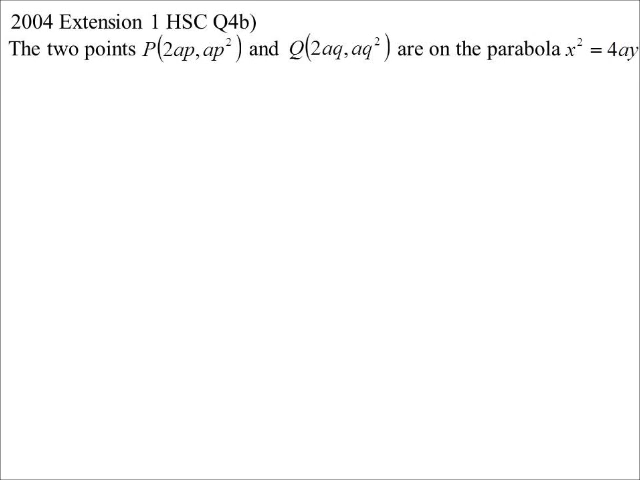 2004 Extension 1 HSC Q4b)
The two points P(2ap, ap²) and Q(2aq, aq²) are on the parabola x² = 4ay